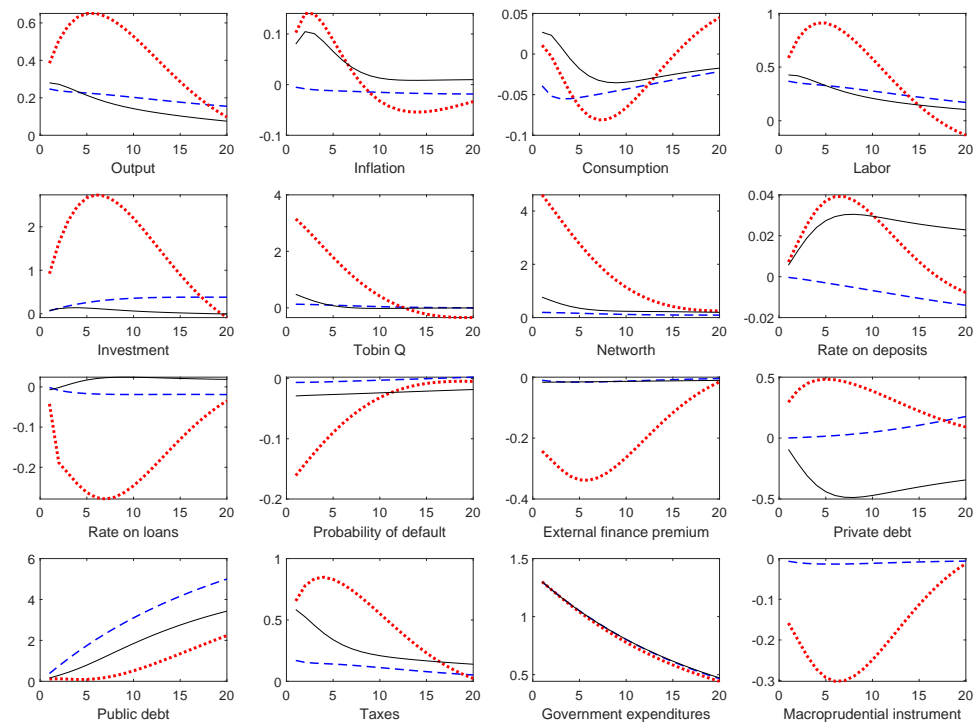 0.6
0.4
0.2
0
0 5 10 15 20
Output
0.1
0
-0.1
0 5 10 15 20
Inflation
0.05
0
-0.05
-0.1
0 5 10 15 20
Consumption
1
0.5
0
0 5 10 15 20
Labor
2
1
0
0 5 10 15 20
Investment
4
2
0
0 5 10 15 20
Tobin Q
4
2
0
0 5 10 15 20
Networth
0.04
0.02
0
-0.02
0 5 10 15 20
Rate on deposits
0
-0.1
-0.2
0 5 10 15 20
Rate on loans
0
-0.1
-0.2
0 5 10 15 20
Probability of default
0
-0.2
-0.4
0 5 10 15 20
External finance premium
0.5
0
-0.5
0 5 10 15 20
Private debt
6
4
2
0
0 5 10 15 20
Public debt
1
0.5
0
0 5 10 15 20
Taxes
1.5
1
0.5
0 5 10 15 20
Government expenditures
0
-0.1
-0.2
-0.3
0 5 10 15 20
Macroprudential instrument